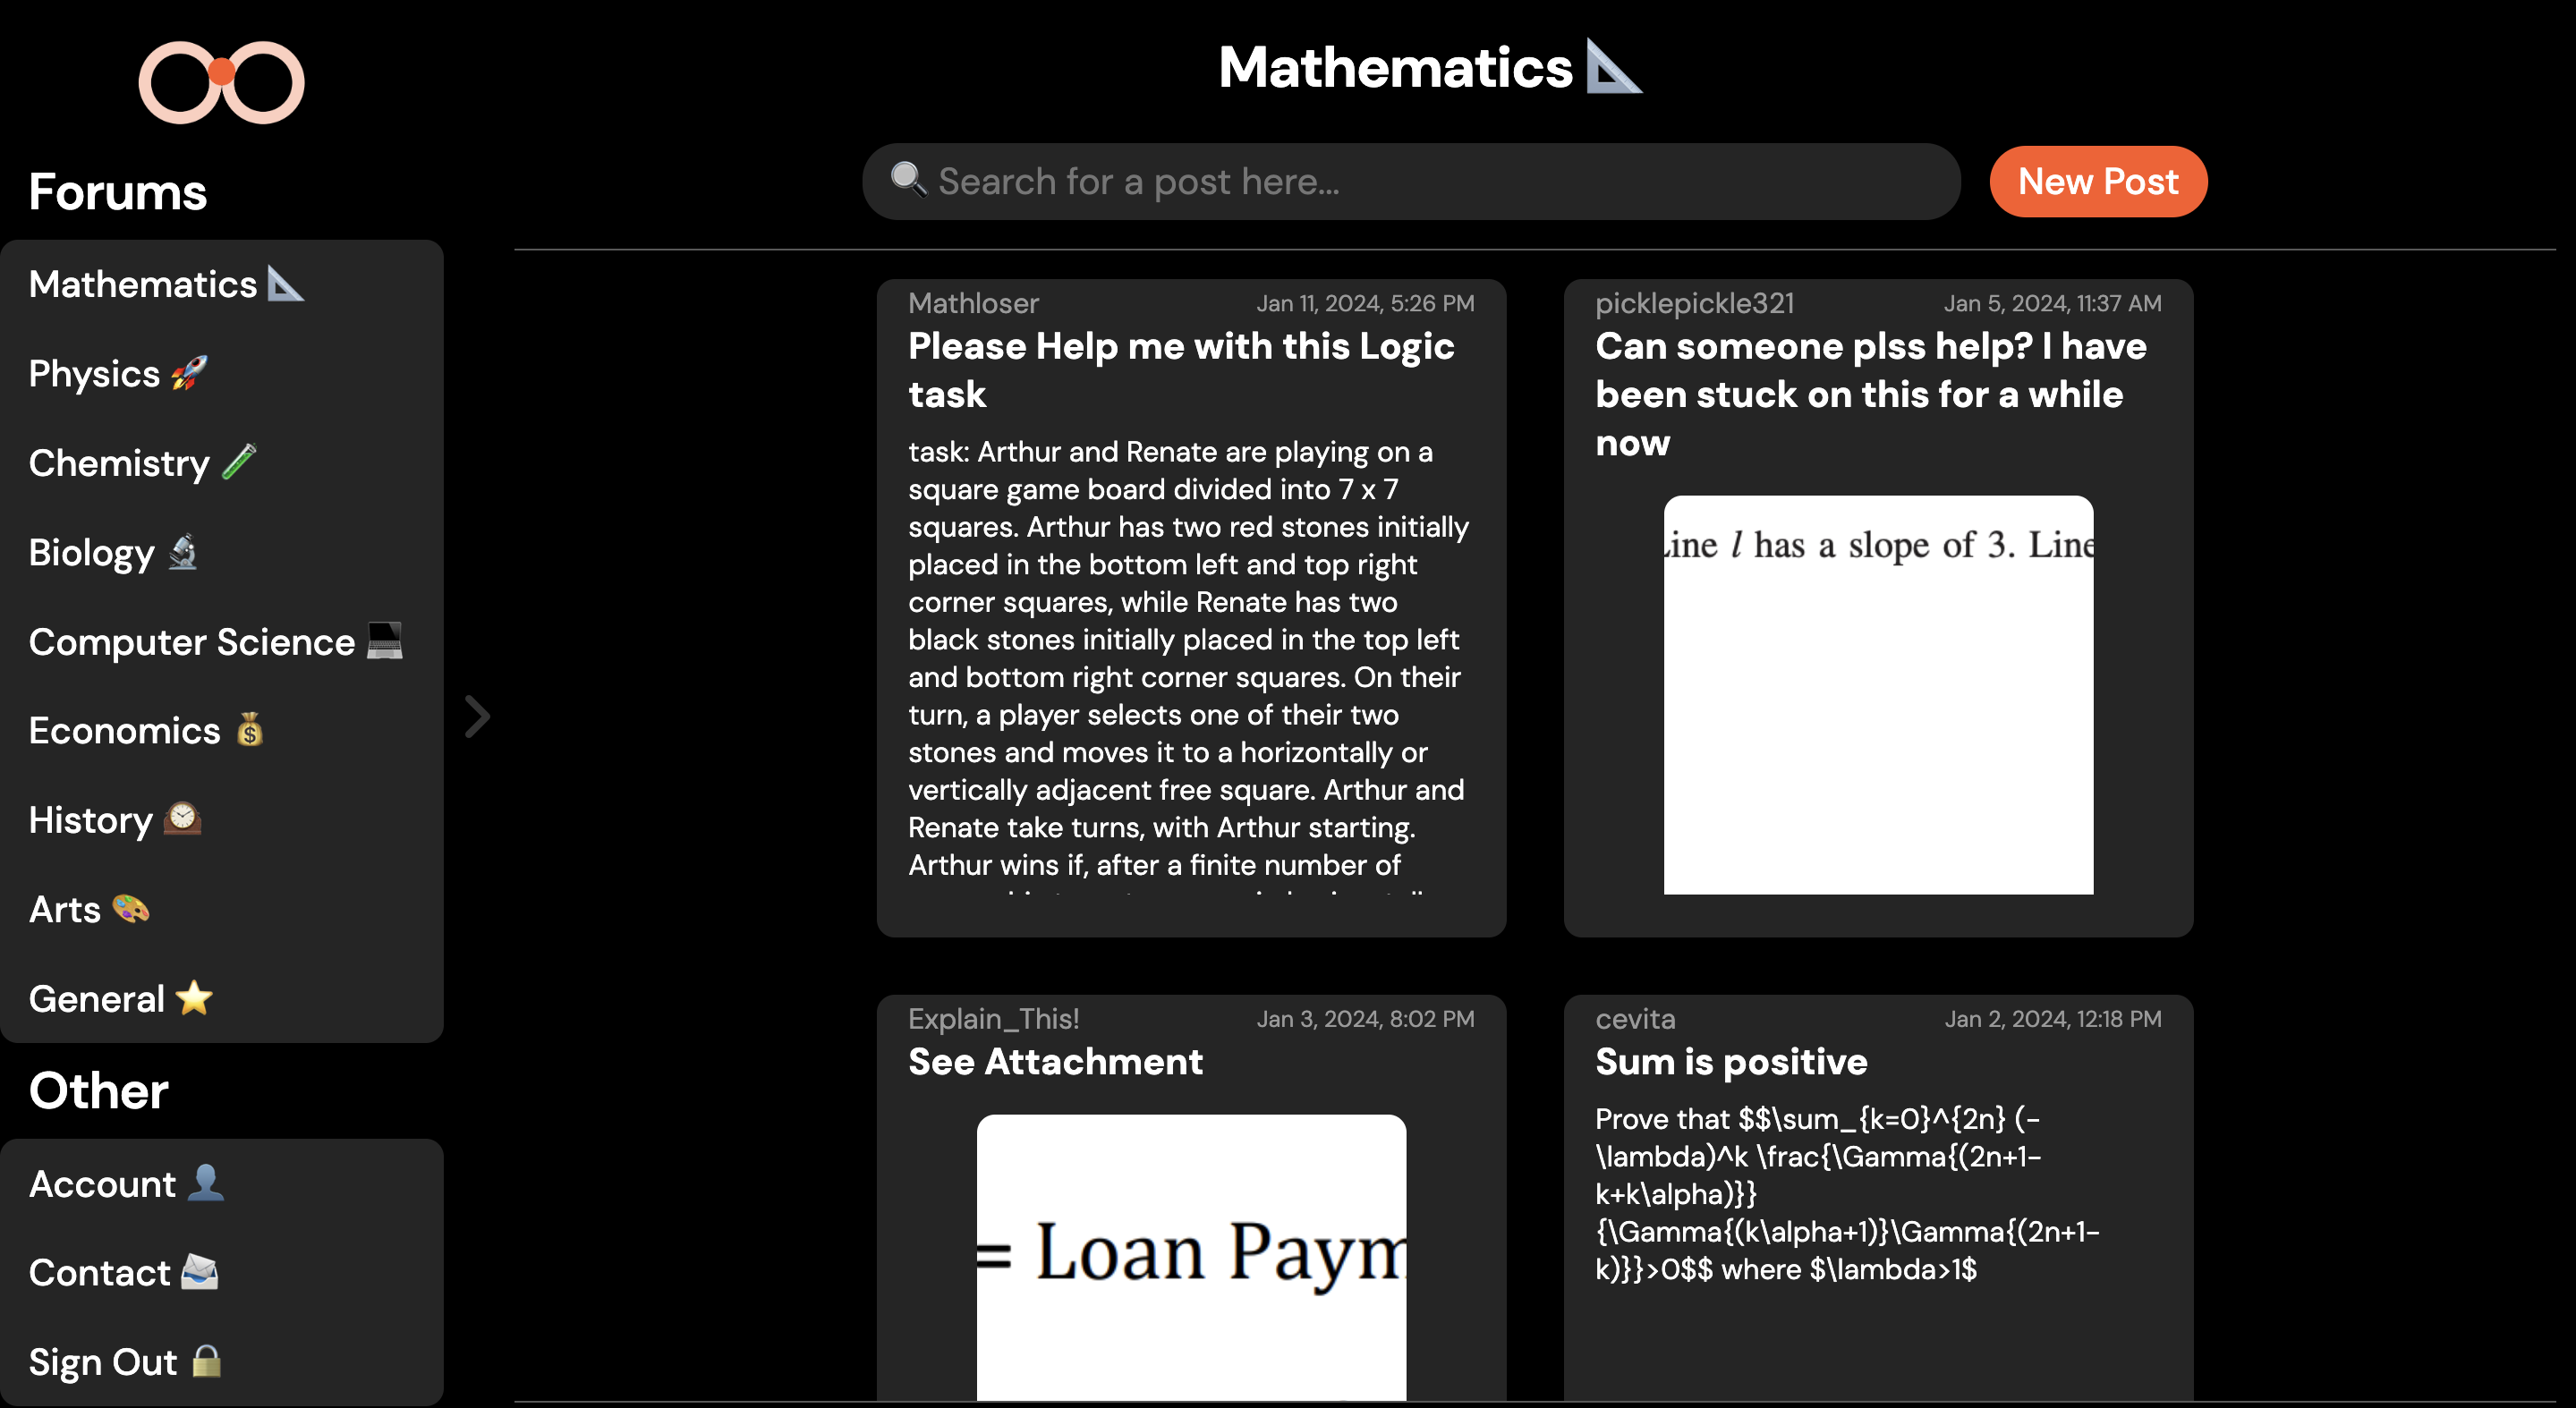 Forums
Mathematics 📐
Physics 🚀
Chemistry 🧪
Biology 🔬
Computer Science 💻
Economics 💰
History 🕰️
Arts 🎨
General ⭐
Other
Account 👤
Contact 📨
Sign Out 🔒
Mathematics 📐
🔍 Search for a post here...
New Post
Mathloser
Jan 11, 2024, 5:26 PM
Please Help me with this Logic
task
task: Arthur and Renate are playing on a
square game board divided into 7 x 7
squares. Arthur has two red stones initially
placed in the bottom left and top right
corner squares, while Renate has two
black stones initially placed in the top left
and bottom right corner squares. On their
turn, a player selects one of their two
stones and moves it to a horizontally or
vertically adjacent free square. Arthur and
Renate take turns, with Arthur starting.
Arthur wins if, after a finite number of
picklepickle321
Jan 5, 2024, 11:37 AM
Can someone plss help? I have
been stuck on this for a while
now
ine l has a slope of 3. Line
Explain_This!
Jan 3, 2024, 8:02 PM
See Attachment
= Loan Paym
cevita
Jan 2, 2024, 12:18 PM
Sum is positive
Prove that $$\sum_{k=0}^{2n} (-
\lambda)^k \frac{\Gamma{(2n+1-
k+k\alpha)}}
{\Gamma{(k\alpha+1)}\Gamma{(2n+1-
k)}}>0$$ where $\lambda>1$